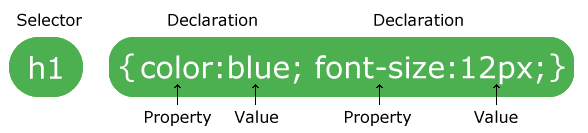 Selector Declaration Declaration
h1 {color:blue; font-size:12px;}
Property Value Property Value